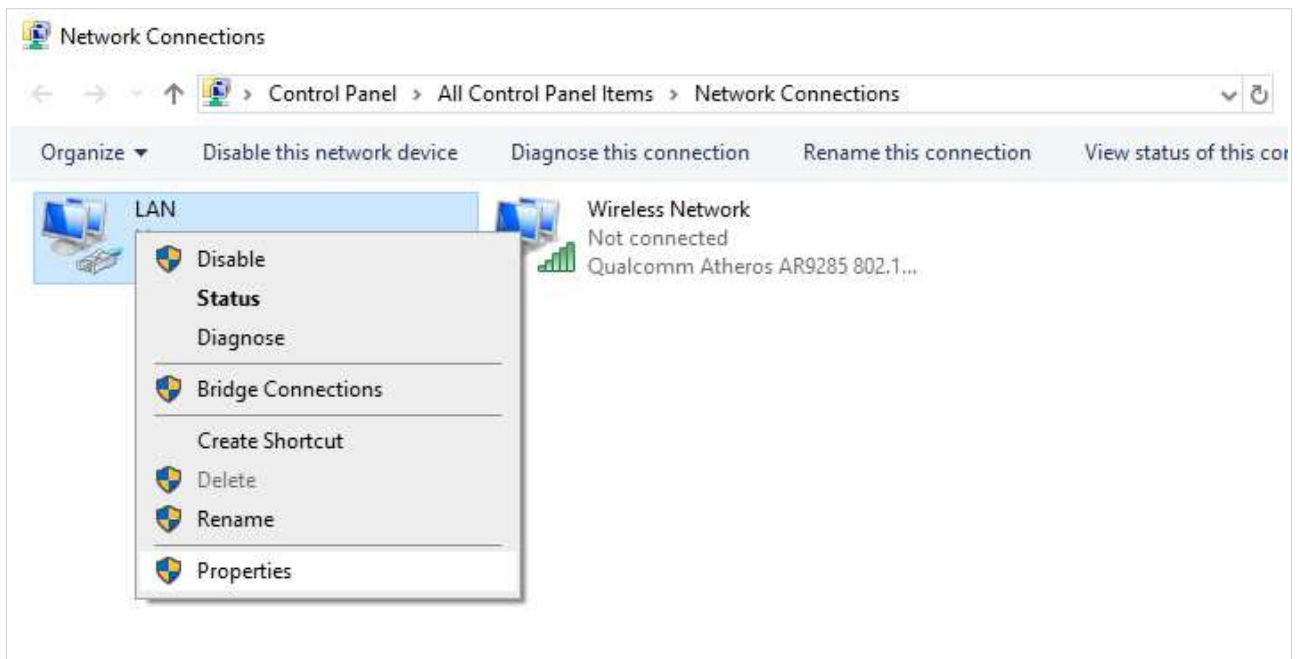 Network Connections
Control Panel > All Control Panel Items > Network Connections
Organize Disable this network device Diagnose this connection Rename this connection View status of this
LAN
Wireless Network
Not connected
Qualcomm Atheros AR9285 802.1...
Disable
Status
Diagnose
Bridge Connections
Create Shortcut
Delete
Rename
Properties